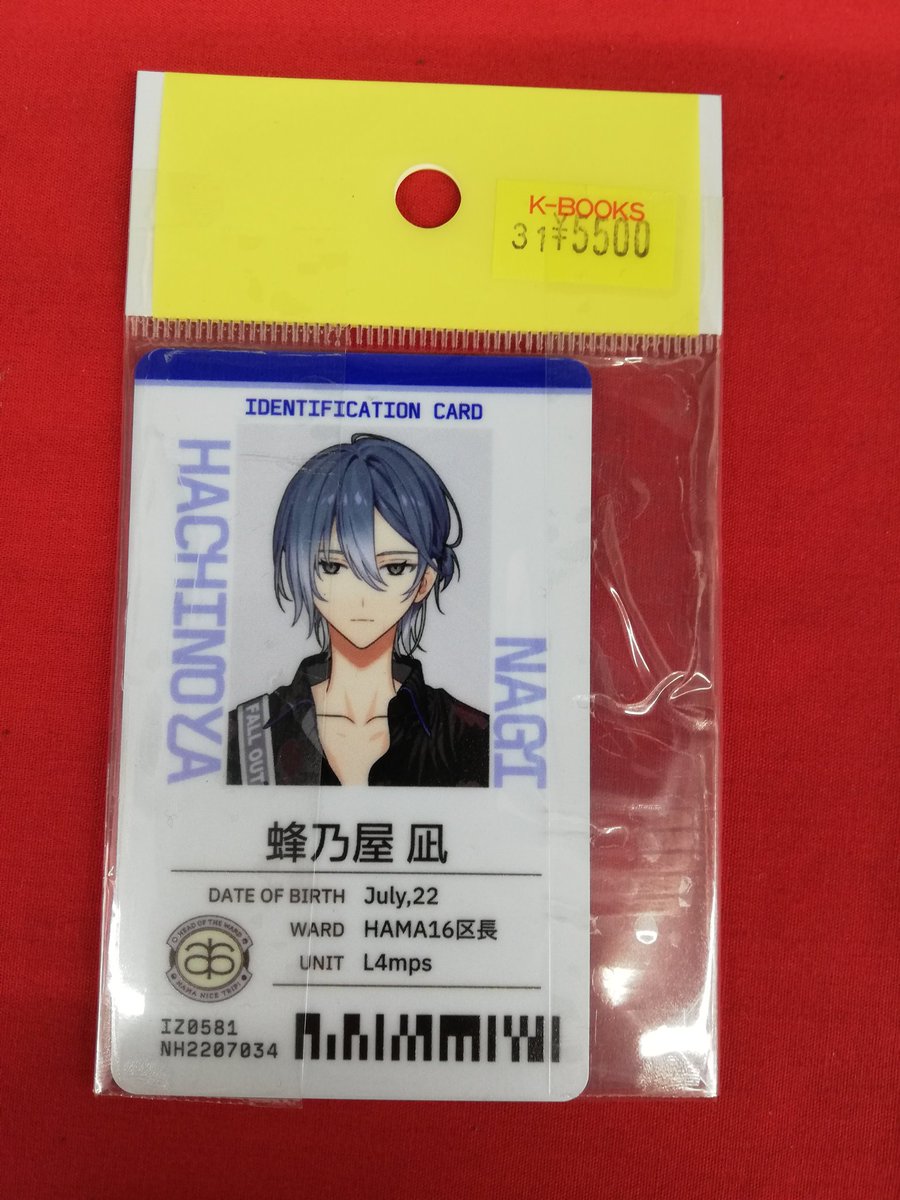 K-BOOKS
31¥5500
IDENTIFICATION CARD
HACHINOYA
NAGI
FALL OUT
蜂乃屋 凪
DATE OF BIRTH July,22
WARD HAMA16区長
UNIT L4mps
HEAD OF THE WARD
HAMA NICE TRIP!
IZ0581
NH2207034